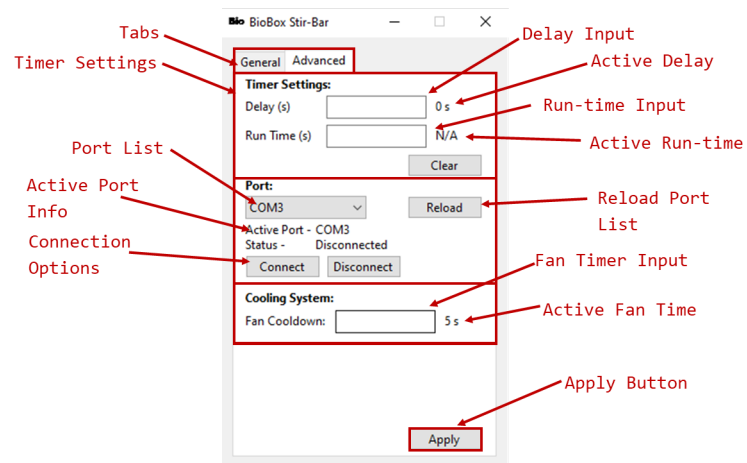 Bio BioBox Stir-Bar
Tabs
Delay Input
General Advanced
Active Delay
Timer Settings
Timer Settings:
Delay (s) 0 s
Run-time Input
Run Time (s) N/A
Active Run-time
Port List
Clear
Port:
Active Port
Info
COM3 Reload
Reload Port
List
Active Port - COM3
Status - Disconnected
Connection
Options
Connect Disconnect
Fan Timer Input
Cooling System:
Active Fan Time
Fan Cooldown: 5 s
Apply Button
Apply